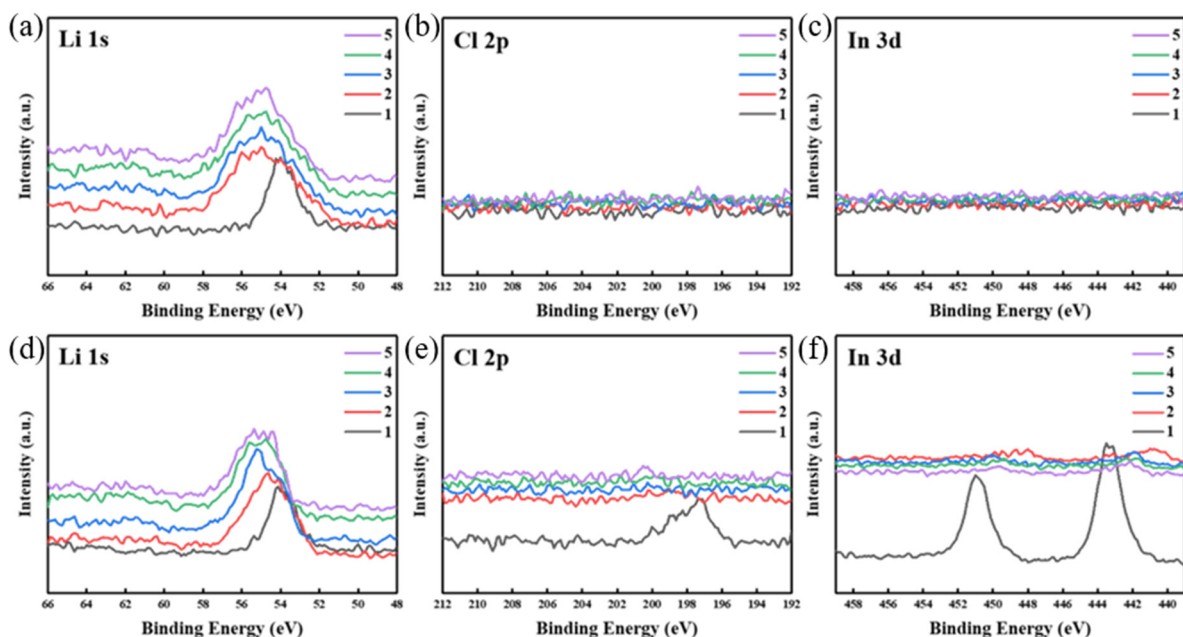 (a) Li 1s
5
4
3
2
1
Intensity (a.u.)
66 64 62 60 58 56 54 52 50 48
Binding Energy (eV)
(b) Cl 2p
5
4
3
2
1
Intensity (a.u.)
212 210 208 206 204 202 200 198 196 194 192
Binding Energy (eV)
(c) In 3d
5
4
3
2
1
Intensity (a.u.)
458 456 454 452 450 448 446 444 442 440
Binding Energy (eV)
(d) Li 1s
5
4
3
2
1
Intensity (a.u.)
66 64 62 60 58 56 54 52 50 48
Binding Energy (eV)
(e) Cl 2p
5
4
3
2
1
Intensity (a.u.)
212 210 208 206 204 202 200 198 196 194 192
Binding Energy (eV)
(f) In 3d
5
4
3
2
1
Intensity (a.u.)
458 456 454 452 450 448 446 444 442 440
Binding Energy (eV)